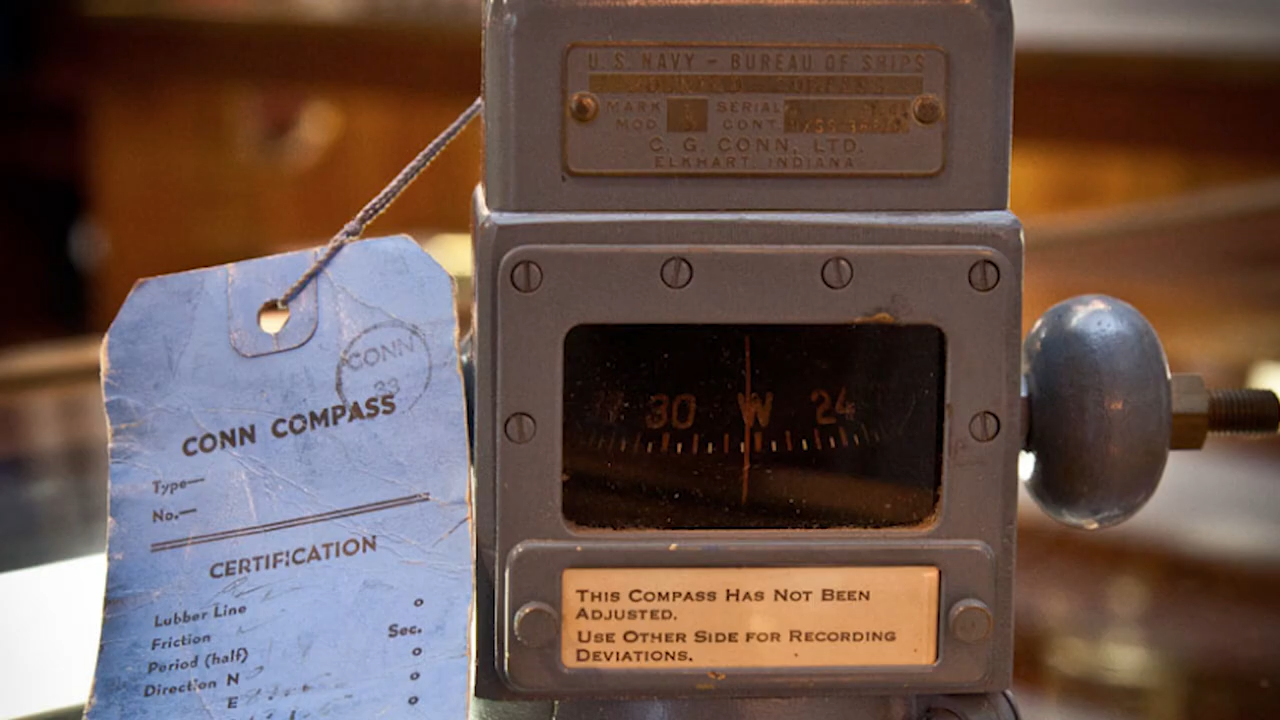 U.S. NAVY - BUREAU OF SHIPS
MARK SERIAL
MOD CONT.
C. G. CONN, LTD.
ELKHART, INDIANA
30 W 24
THIS COMPASS HAS NOT BEEN
ADJUSTED.
USE OTHER SIDE FOR RECORDING
DEVIATIONS.
CONN
33
CONN COMPASS
Type—
No.—
CERTIFICATION
Lubber Line o
Friction Sec.
Period (half) o
Direction N o
E o